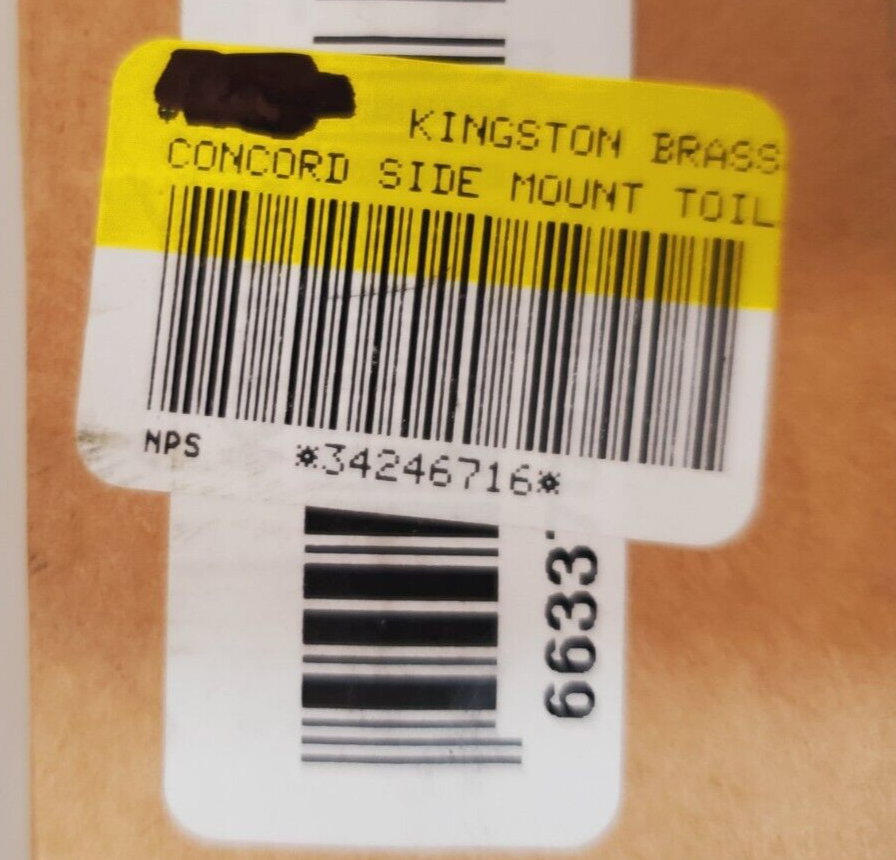 KINGSTON BRASS
CONCORD SIDE MOUNT TOIL
NPS *34246716*
6633